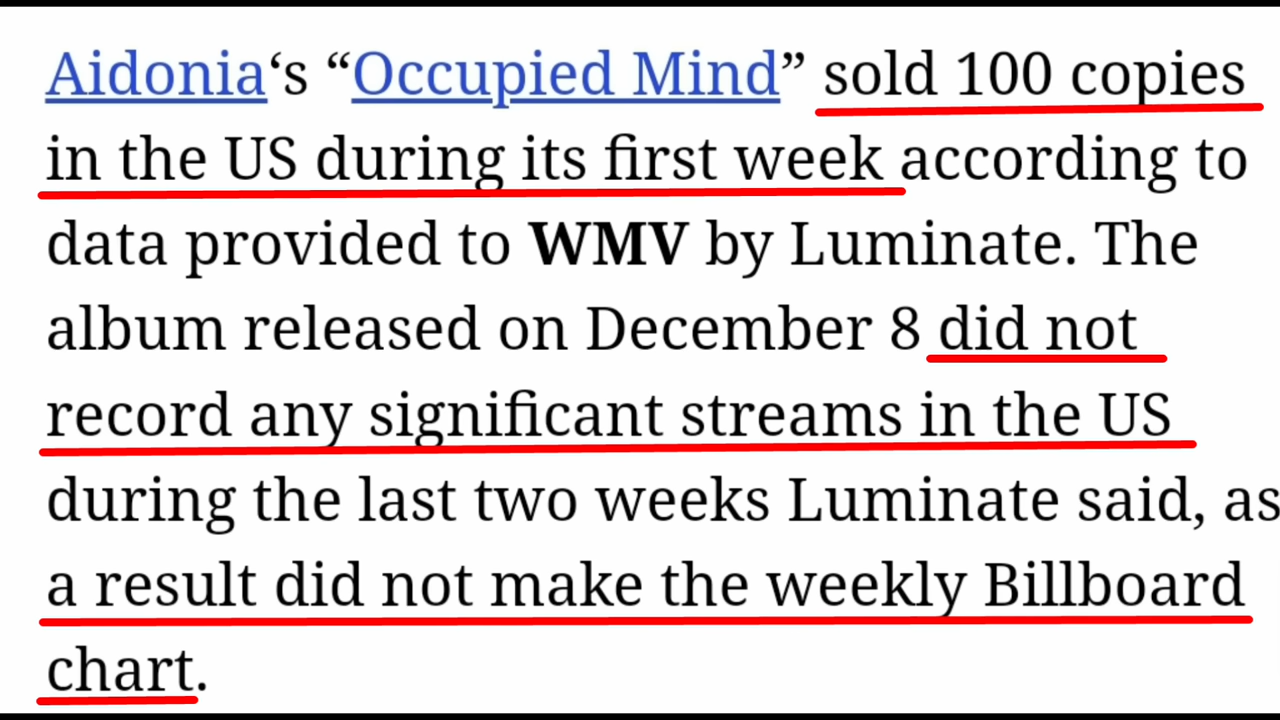 Aidonia‘s “Occupied Mind” sold 100 copies
in the US during its first week according to
data provided to WMV by Luminate. The
album released on December 8 did not
record any significant streams in the US
during the last two weeks Luminate said, as
a result did not make the weekly Billboard
chart.